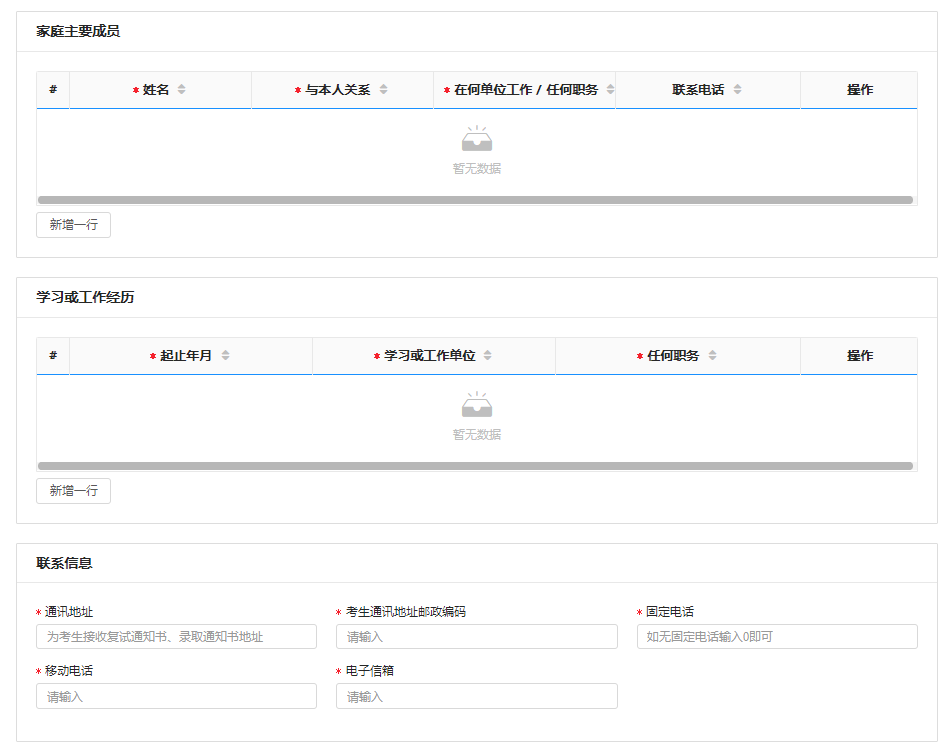 家庭主要成员
# * 姓名 * 与本人关系 * 在何单位工作 / 任何职务 联系电话 操作
暂无数据
新增一行
学习或工作经历
# * 起止年月 * 学习或工作单位 * 任何职务 操作
暂无数据
新增一行
联系信息
* 通讯地址 * 考生通讯地址邮政编码 * 固定电话
为考生接收复试通知书、录取通知书地址 请输入 如无固定电话输入0即可
* 移动电话 * 电子信箱
请输入 请输入